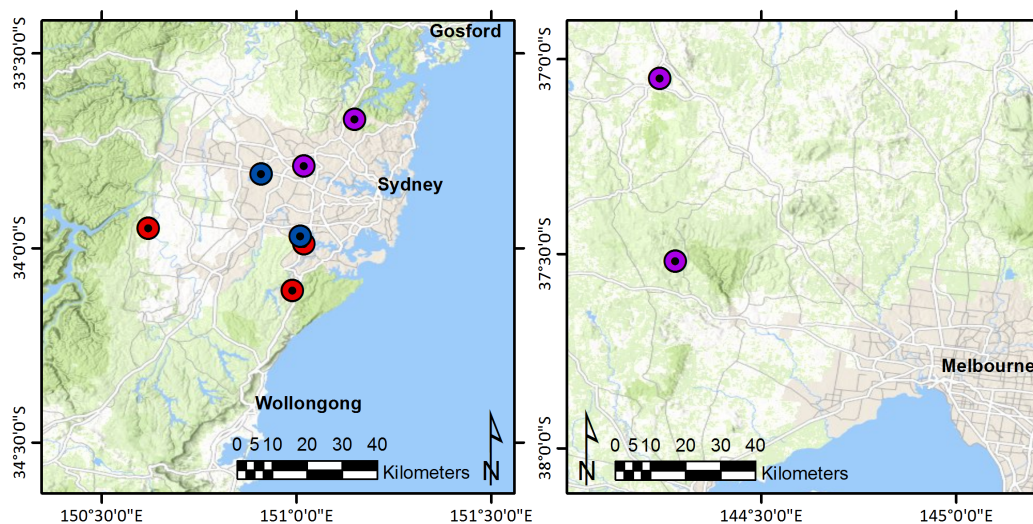 Gosford
Sydney
Wollongong
0 5 10 20 30 40
Kilometers
N
33°30'0"S
34°0'0"S
34°30'0"S
150°30'0"E
151°0'0"E
151°30'0"E
Melbourne
0 5 10 20 30 40
Kilometers
N
37°0'0"S
37°30'0"S
38°0'0"S
144°30'0"E
145°0'0"E